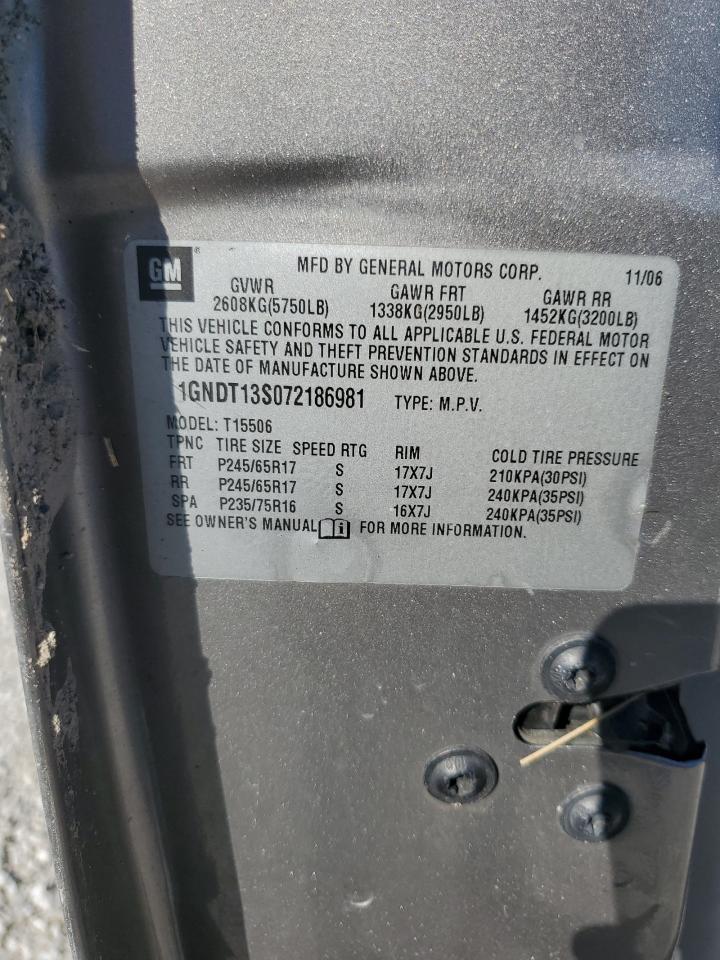 GM® MFD BY GENERAL MOTORS CORP. 11/06
GVWR GAWR FRT GAWR RR
2608KG(5750LB) 1338KG(2950LB) 1452KG(3200LB)
THIS VEHICLE CONFORMS TO ALL APPLICABLE U.S. FEDERAL MOTOR
VEHICLE SAFETY AND THEFT PREVENTION STANDARDS IN EFFECT ON
THE DATE OF MANUFACTURE SHOWN ABOVE.
1GNDT13S072186981 TYPE: M.P.V.
MODEL: T15506
TPNC TIRE SIZE SPEED RTG RIM COLD TIRE PRESSURE
FRT P245/65R17 S 17X7J 210KPA(30PSI)
RR P245/65R17 S 17X7J 240KPA(35PSI)
SPA P235/75R16 S 16X7J 240KPA(35PSI)
SEE OWNER'S MANUAL i FOR MORE INFORMATION.